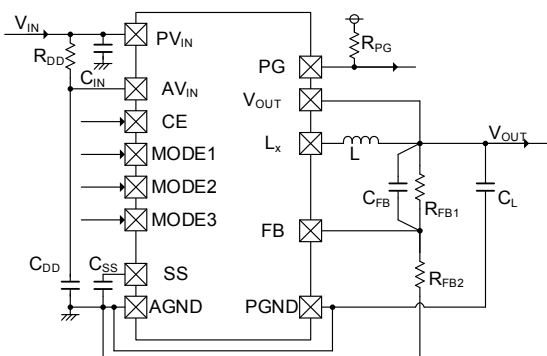 VIN
PVIN
RDD
CIN
AVIN
CE
MODE1
MODE2
MODE3
CDD
CSS
SS
AGND
RPG
PG
VOUT
Lx
L
VOUT
CFB
RFB1
CL
FB
RFB2
PGND